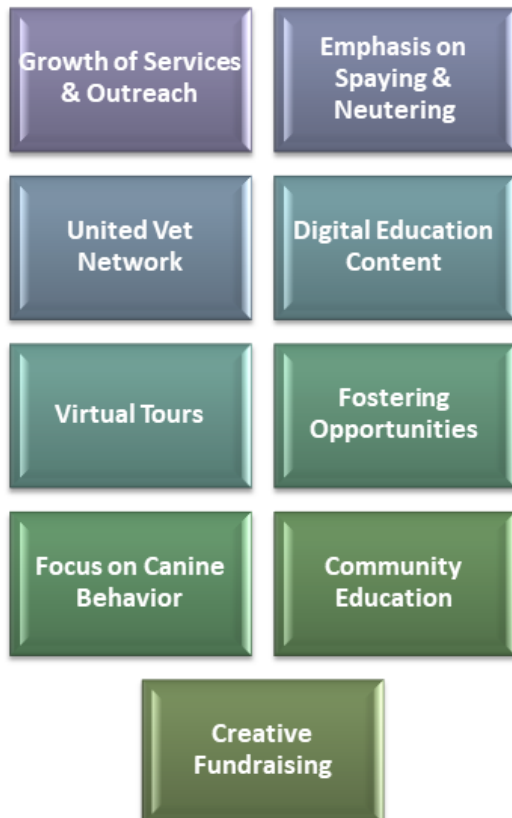 Growth of Services
& Outreach
Emphasis on
Spaying &
Neutering
United Vet
Network
Digital Education
Content
Virtual Tours
Fostering
Opportunities
Focus on Canine
Behavior
Community
Education
Creative
Fundraising